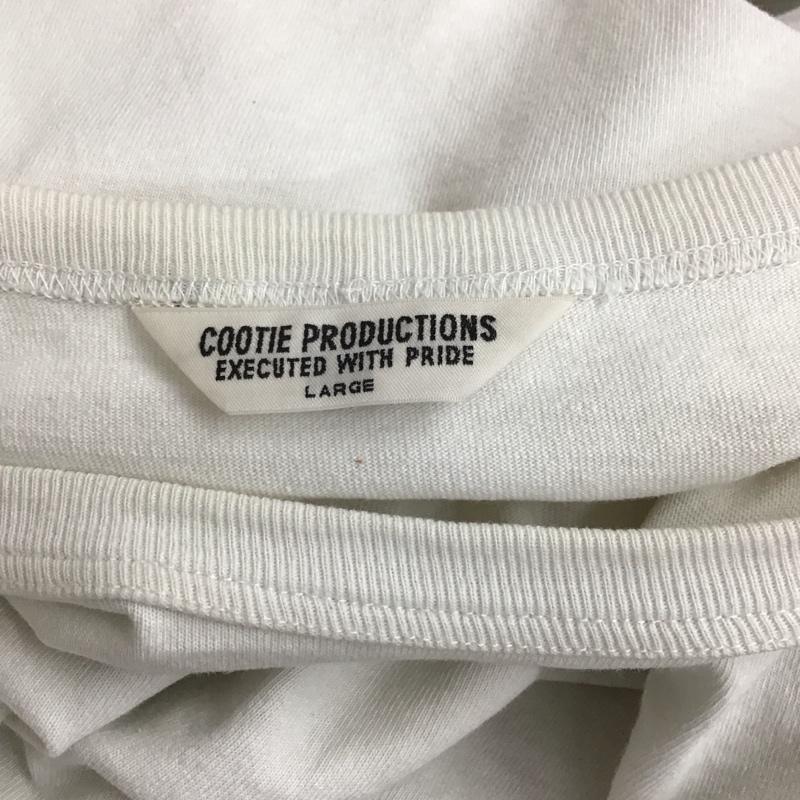 COOTIE PRODUCTIONS
EXECUTED WITH PRIDE
LARGE